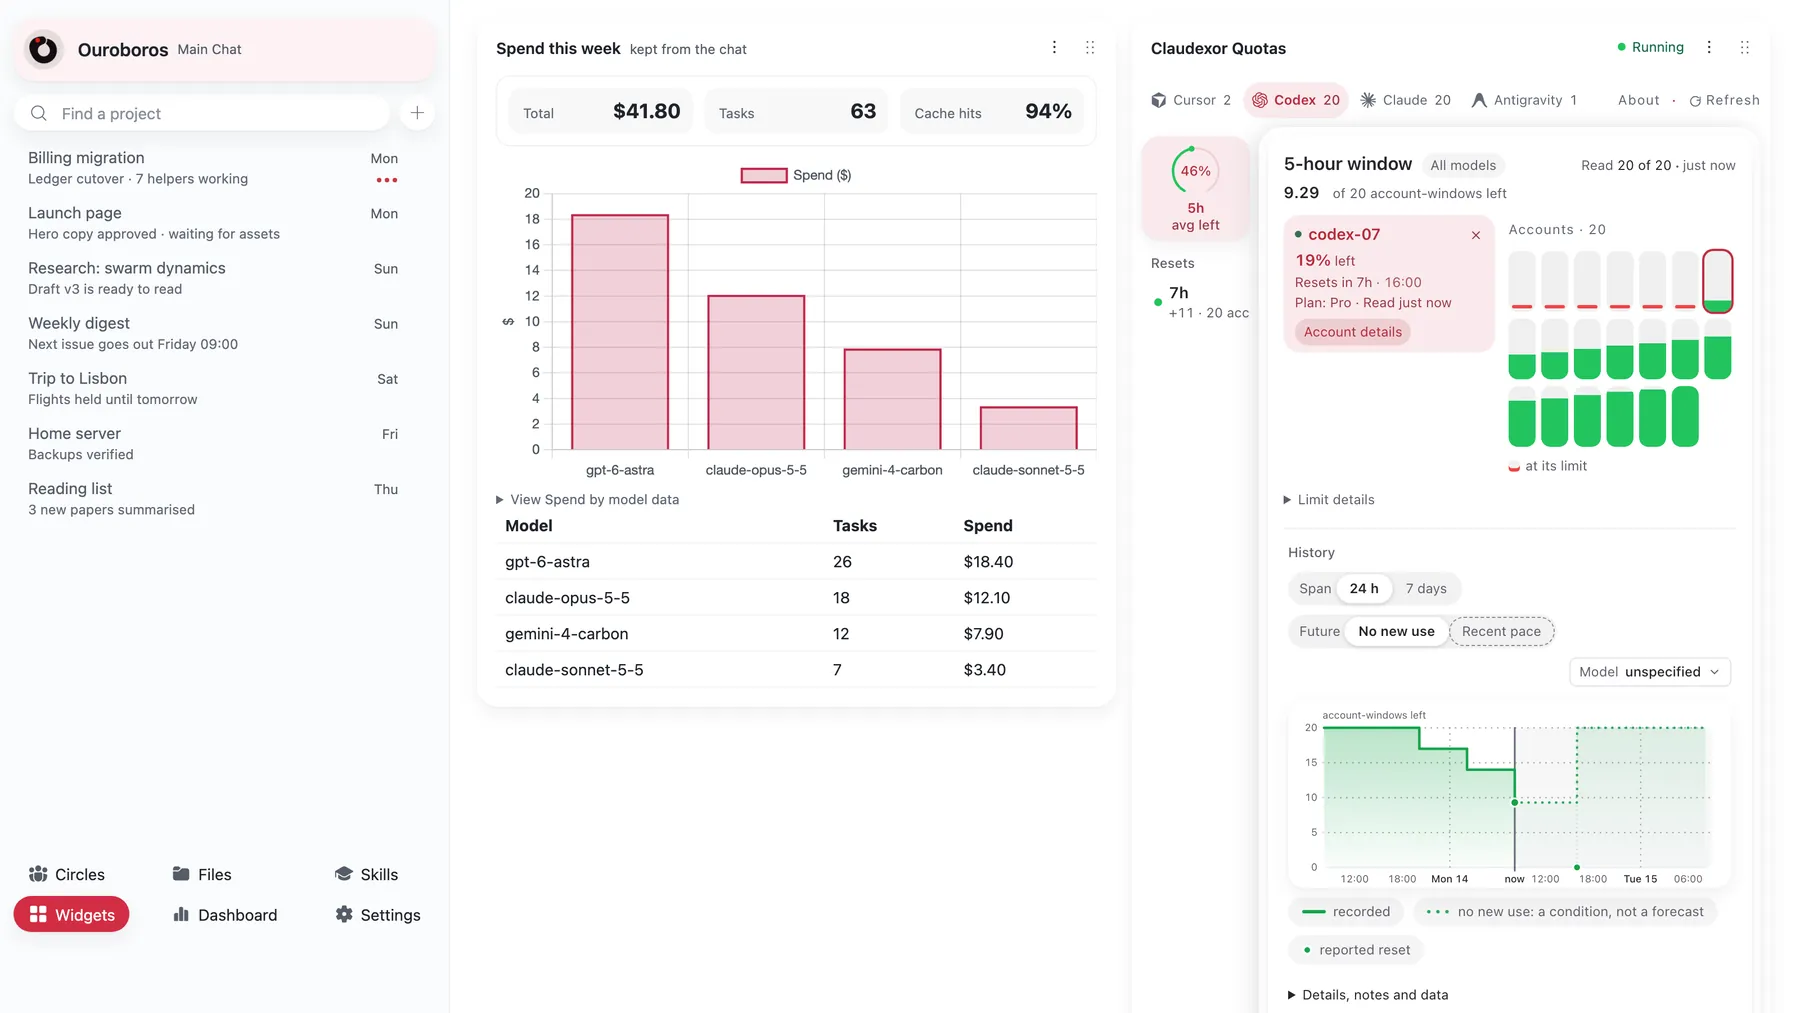 Ouroboros Main Chat
Find a project
Billing migration Mon
Ledger cutover · 7 helpers working
Launch page Mon
Hero copy approved · waiting for assets
Research: swarm dynamics Sun
Draft v3 is ready to read
Weekly digest Sun
Next issue goes out Friday 09:00
Trip to Lisbon Sat
Flights held until tomorrow
Home server Fri
Backups verified
Reading list Thu
3 new papers summarised
Circles Files Skills
Widgets Dashboard Settings
Spend this week kept from the chat
Total $41.80 Tasks 63 Cache hits 94%
Spend ($)
20
18
16
14
12
10
8
6
4
2
0
$
gpt-6-astra claude-opus-5-5 gemini-4-carbon claude-sonnet-5-5
View Spend by model data
Model Tasks Spend
gpt-6-astra 26 $18.40
claude-opus-5-5 18 $12.10
gemini-4-carbon 12 $7.90
claude-sonnet-5-5 7 $3.40
Claudexor Quotas Running
Cursor 2 Codex 20 Claude 20 Antigravity 1 About · Refresh
46%
5h
avg left
Resets
7h
+11 · 20 acc
5-hour window All models Read 20 of 20 · just now
9.29 of 20 account-windows left
codex-07
19% left
Resets in 7h · 16:00
Plan: Pro · Read just now
Account details
Accounts · 20
at its limit
Limit details
History
Span 24 h 7 days
Future No new use Recent pace
Model unspecified
account-windows left
20
15
10
5
0
12:00 18:00 Mon 14 now 12:00 18:00 Tue 15 06:00
recorded no new use: a condition, not a forecast
reported reset
Details, notes and data